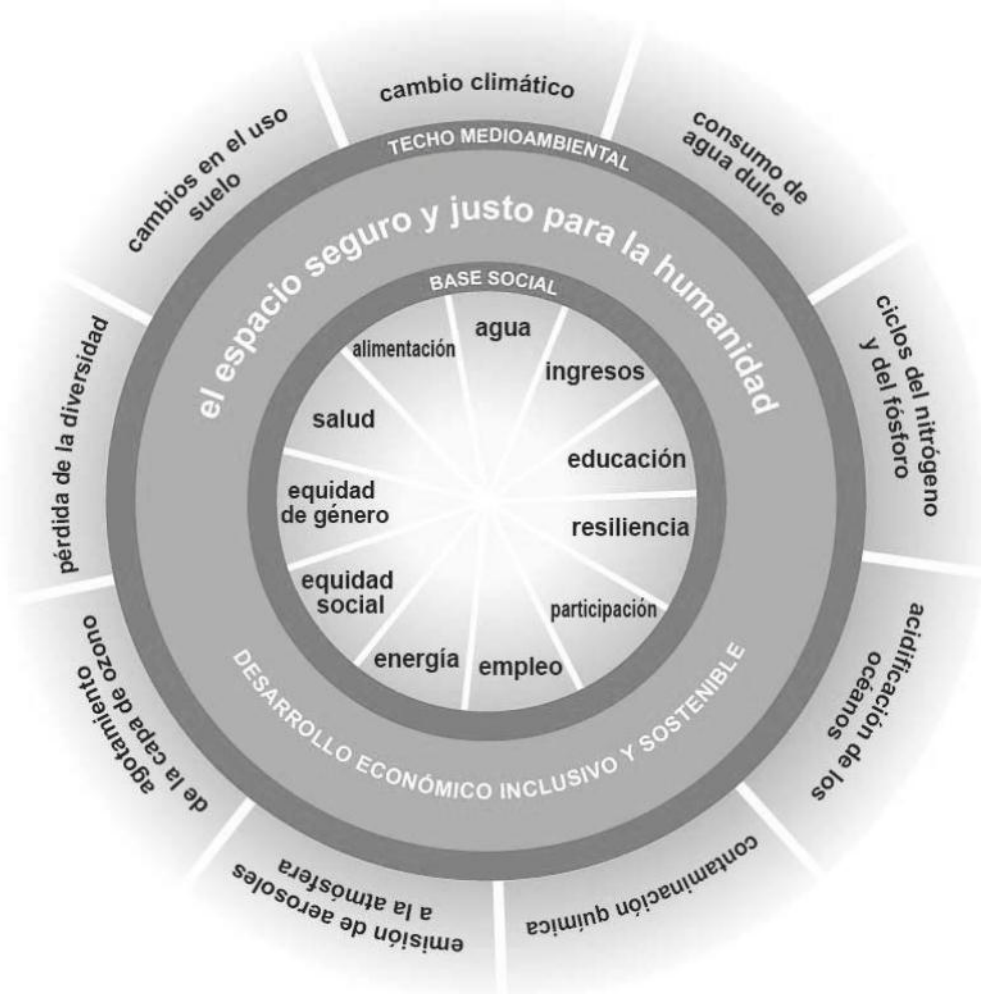 cambio climático
consumo de
agua dulce
ciclos del nitrógeno
y del fósforo
acidificación de los
océanos
contaminación química
emisión de aerosoles
a la atmósfera
agotamiento
de la capa de ozono
pérdida de la diversidad
cambios en el uso
suelo
TECHO MEDIOAMBIENTAL
el espacio seguro y justo para la humanidad
BASE SOCIAL
agua
ingresos
educación
resiliencia
participación
empleo
energía
equidad
social
equidad
de género
salud
alimentación
DESARROLLO ECONÓMICO INCLUSIVO Y SOSTENIBLE